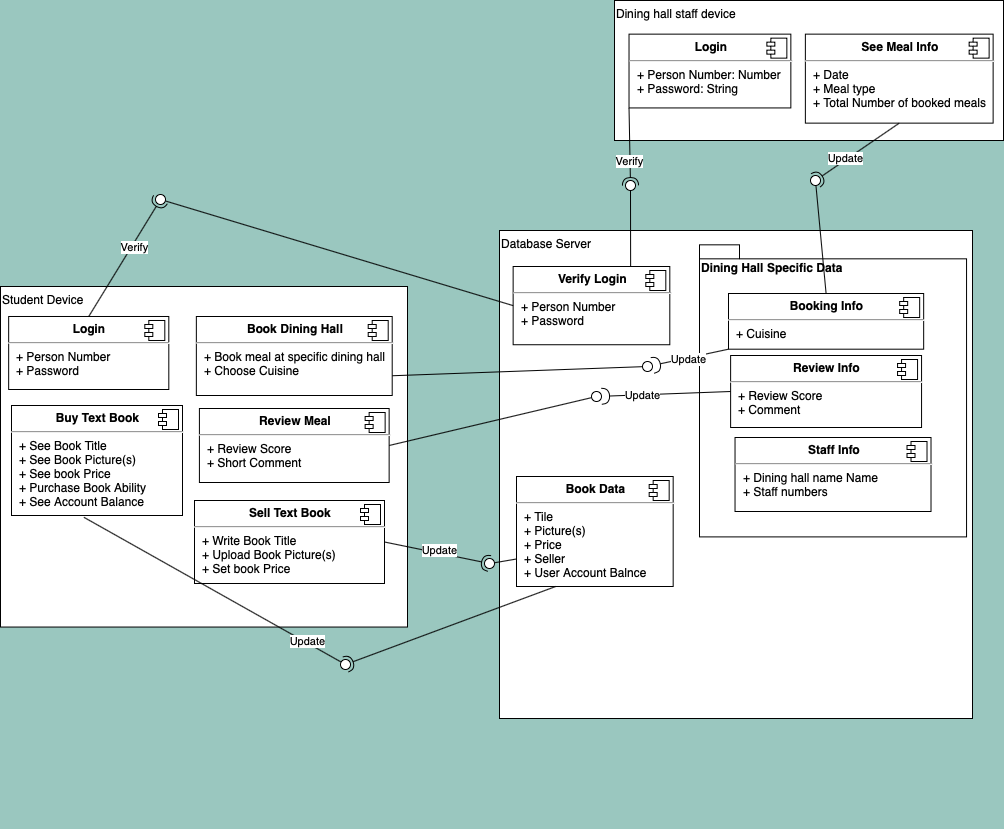 Dining hall staff device
Login
+ Person Number: Number
+ Password: String
See Meal Info
+ Date
+ Meal type
+ Total Number of booked meals
Verify
Update
Verify
Student Device
Login
+ Person Number
+ Password
Book Dining Hall
+ Book meal at specific dining hall
+ Choose Cuisine
Buy Text Book
+ See Book Title
+ See Book Picture(s)
+ See book Price
+ Purchase Book Ability
+ See Account Balance
Review Meal
+ Review Score
+ Short Comment
Sell Text Book
+ Write Book Title
+ Upload Book Picture(s)
+ Set book Price
Update
Update
Update
Update
Database Server
Verify Login
+ Person Number
+ Password
Dining Hall Specific Data
Booking Info
+ Cuisine
Review Info
+ Review Score
+ Comment
Staff Info
+ Dining hall name Name
+ Staff numbers
Book Data
+ Tile
+ Picture(s)
+ Price
+ Seller
+ User Account Balnce